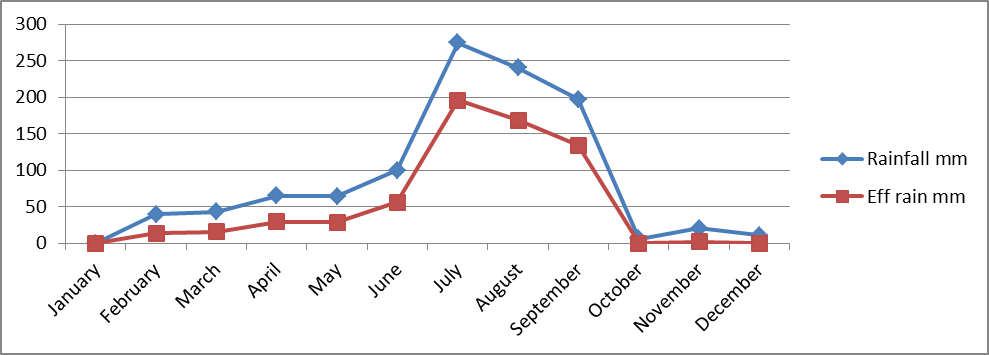 300
250
200
150
100
50
0
January
February
March
April
May
June
July
August
September
October
November
December
Rainfall mm
Eff rain mm